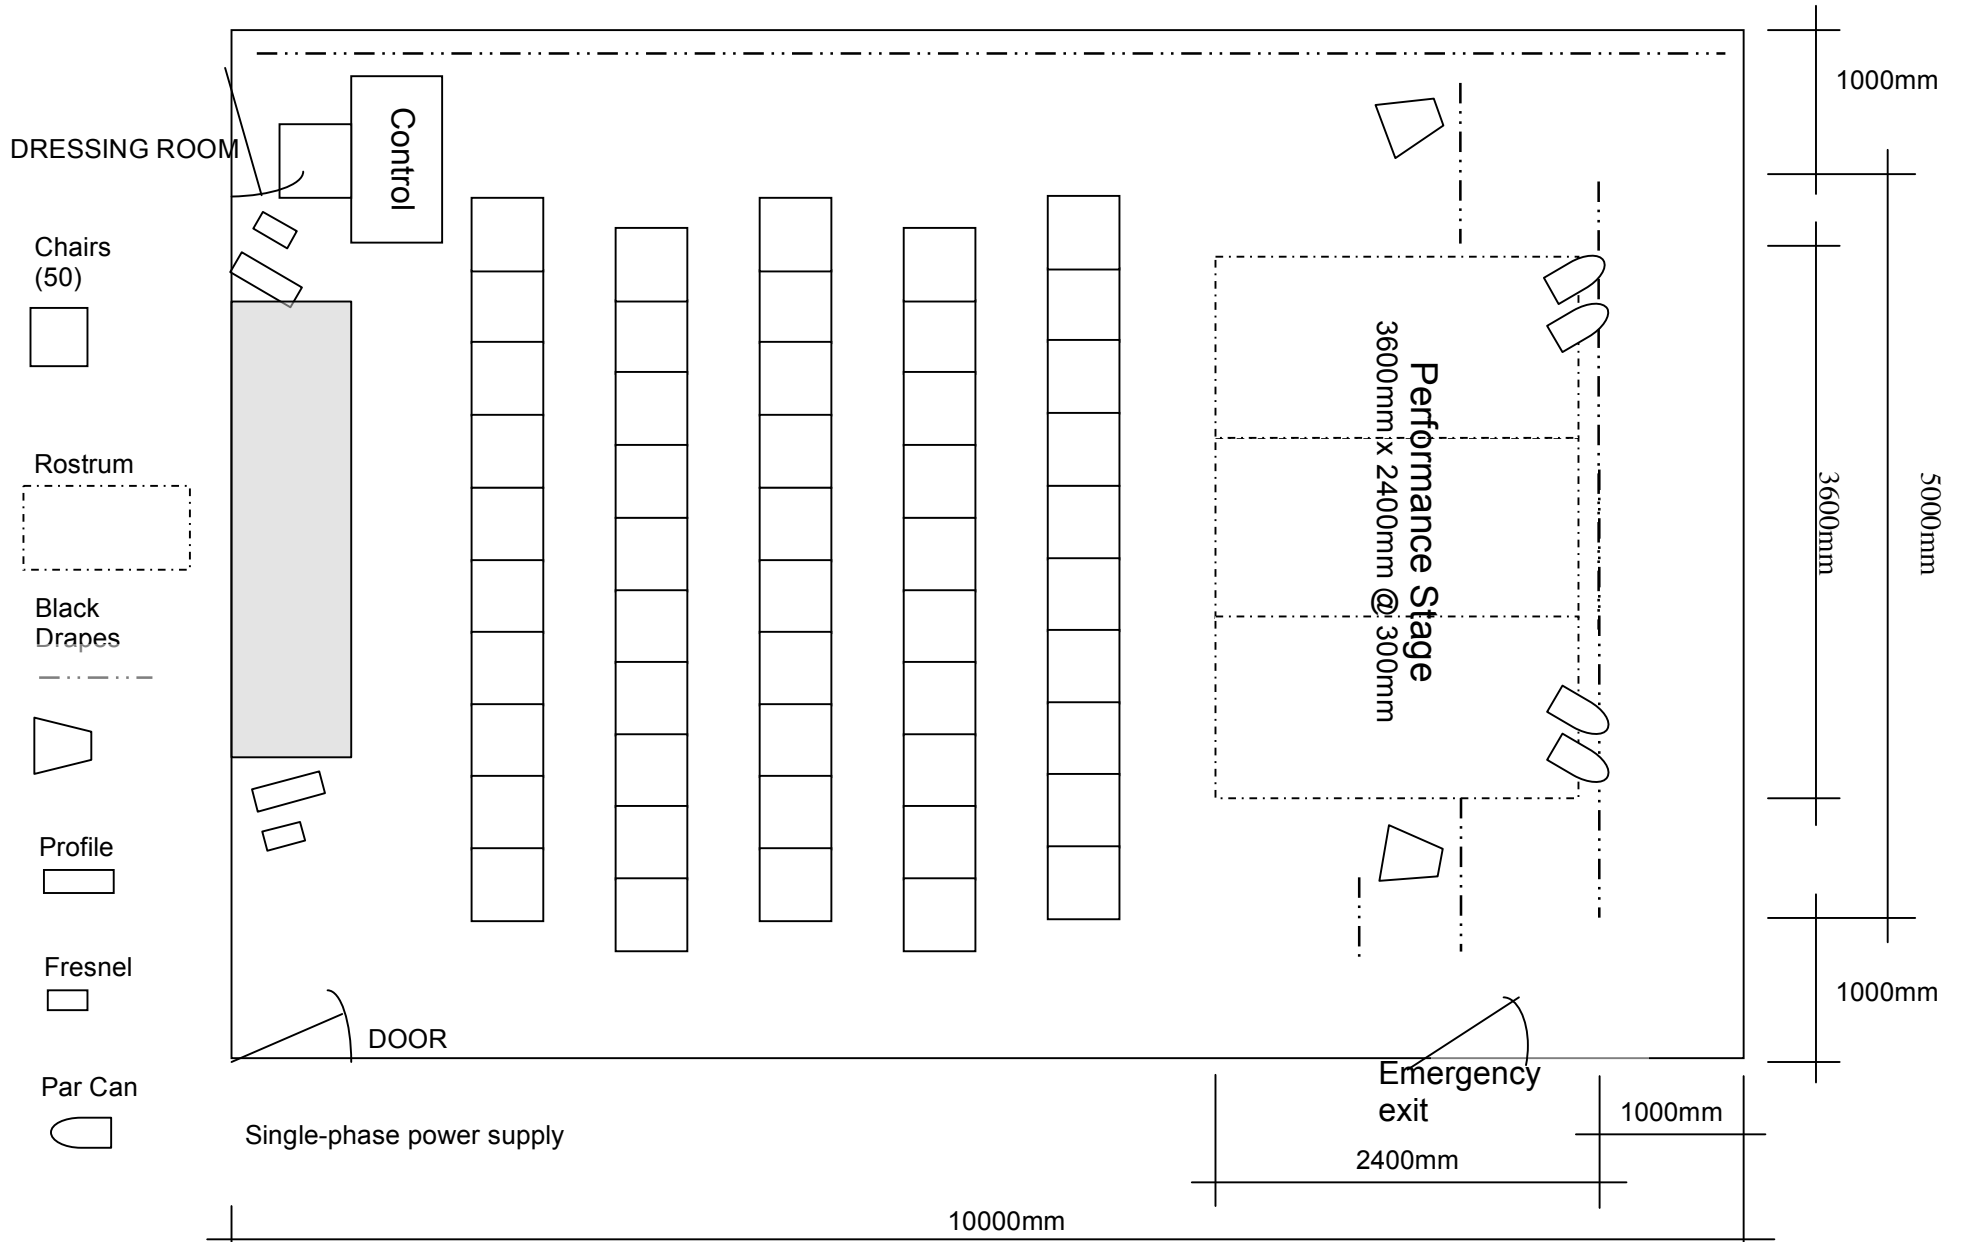 DRESSING ROOM
Chairs
(50)
Rostrum
Black
Drapes
Profile
Fresnel
Par Can
Control
Performance Stage
3600mm x 2400mm @ 300mm
1000mm
3600mm
5000mm
1000mm
DOOR
Emergency
exit
Single-phase power supply
1000mm
2400mm
10000mm